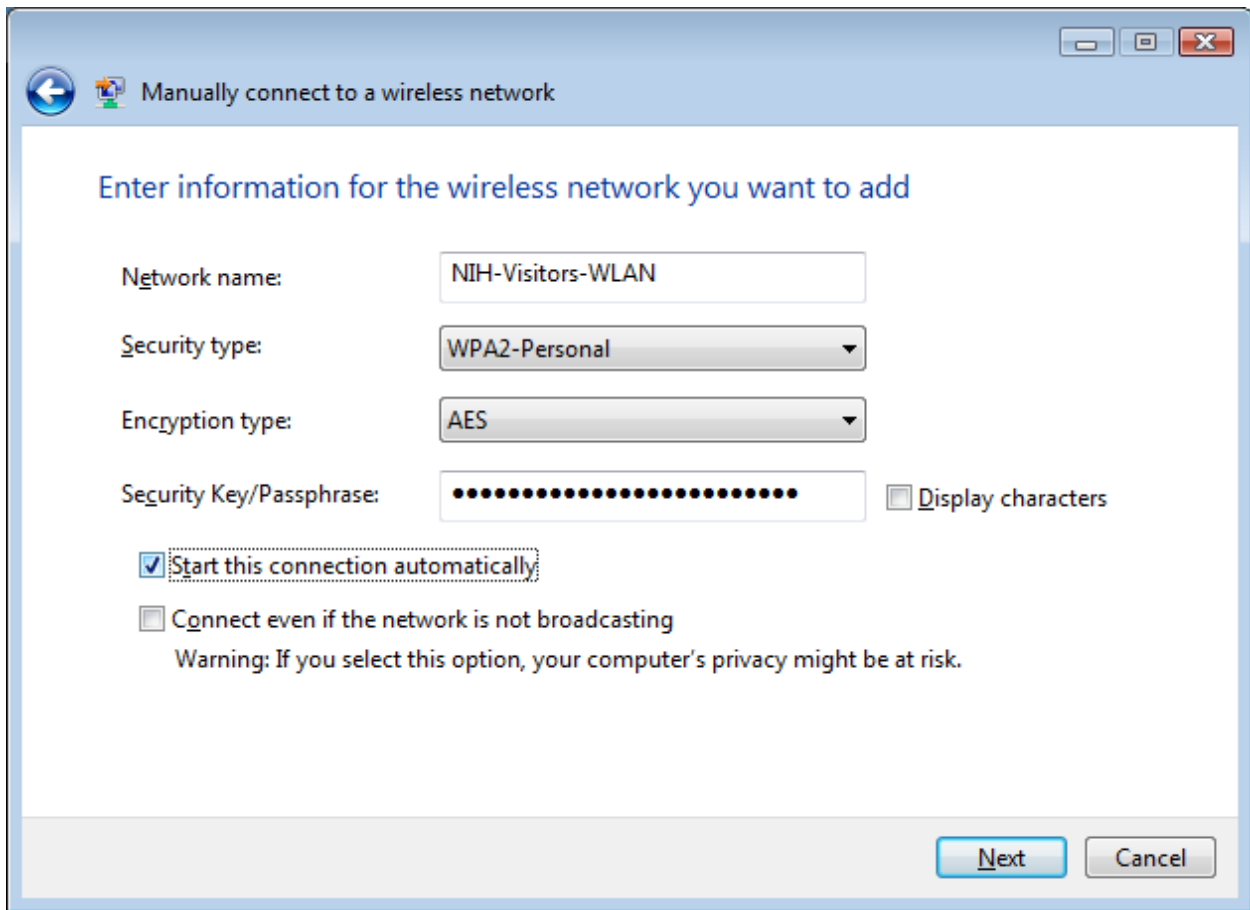 Manually connect to a wireless network
Enter information for the wireless network you want to add
Network name: NIH-Visitors-WLAN
Security type: WPA2-Personal
Encryption type: AES
Security Key/Passphrase: ●●●●●●●●●●●●●●●●●●●●●●●●● Display characters
Start this connection automatically
Connect even if the network is not broadcasting
Warning: If you select this option, your computer's privacy might be at risk.
Next Cancel